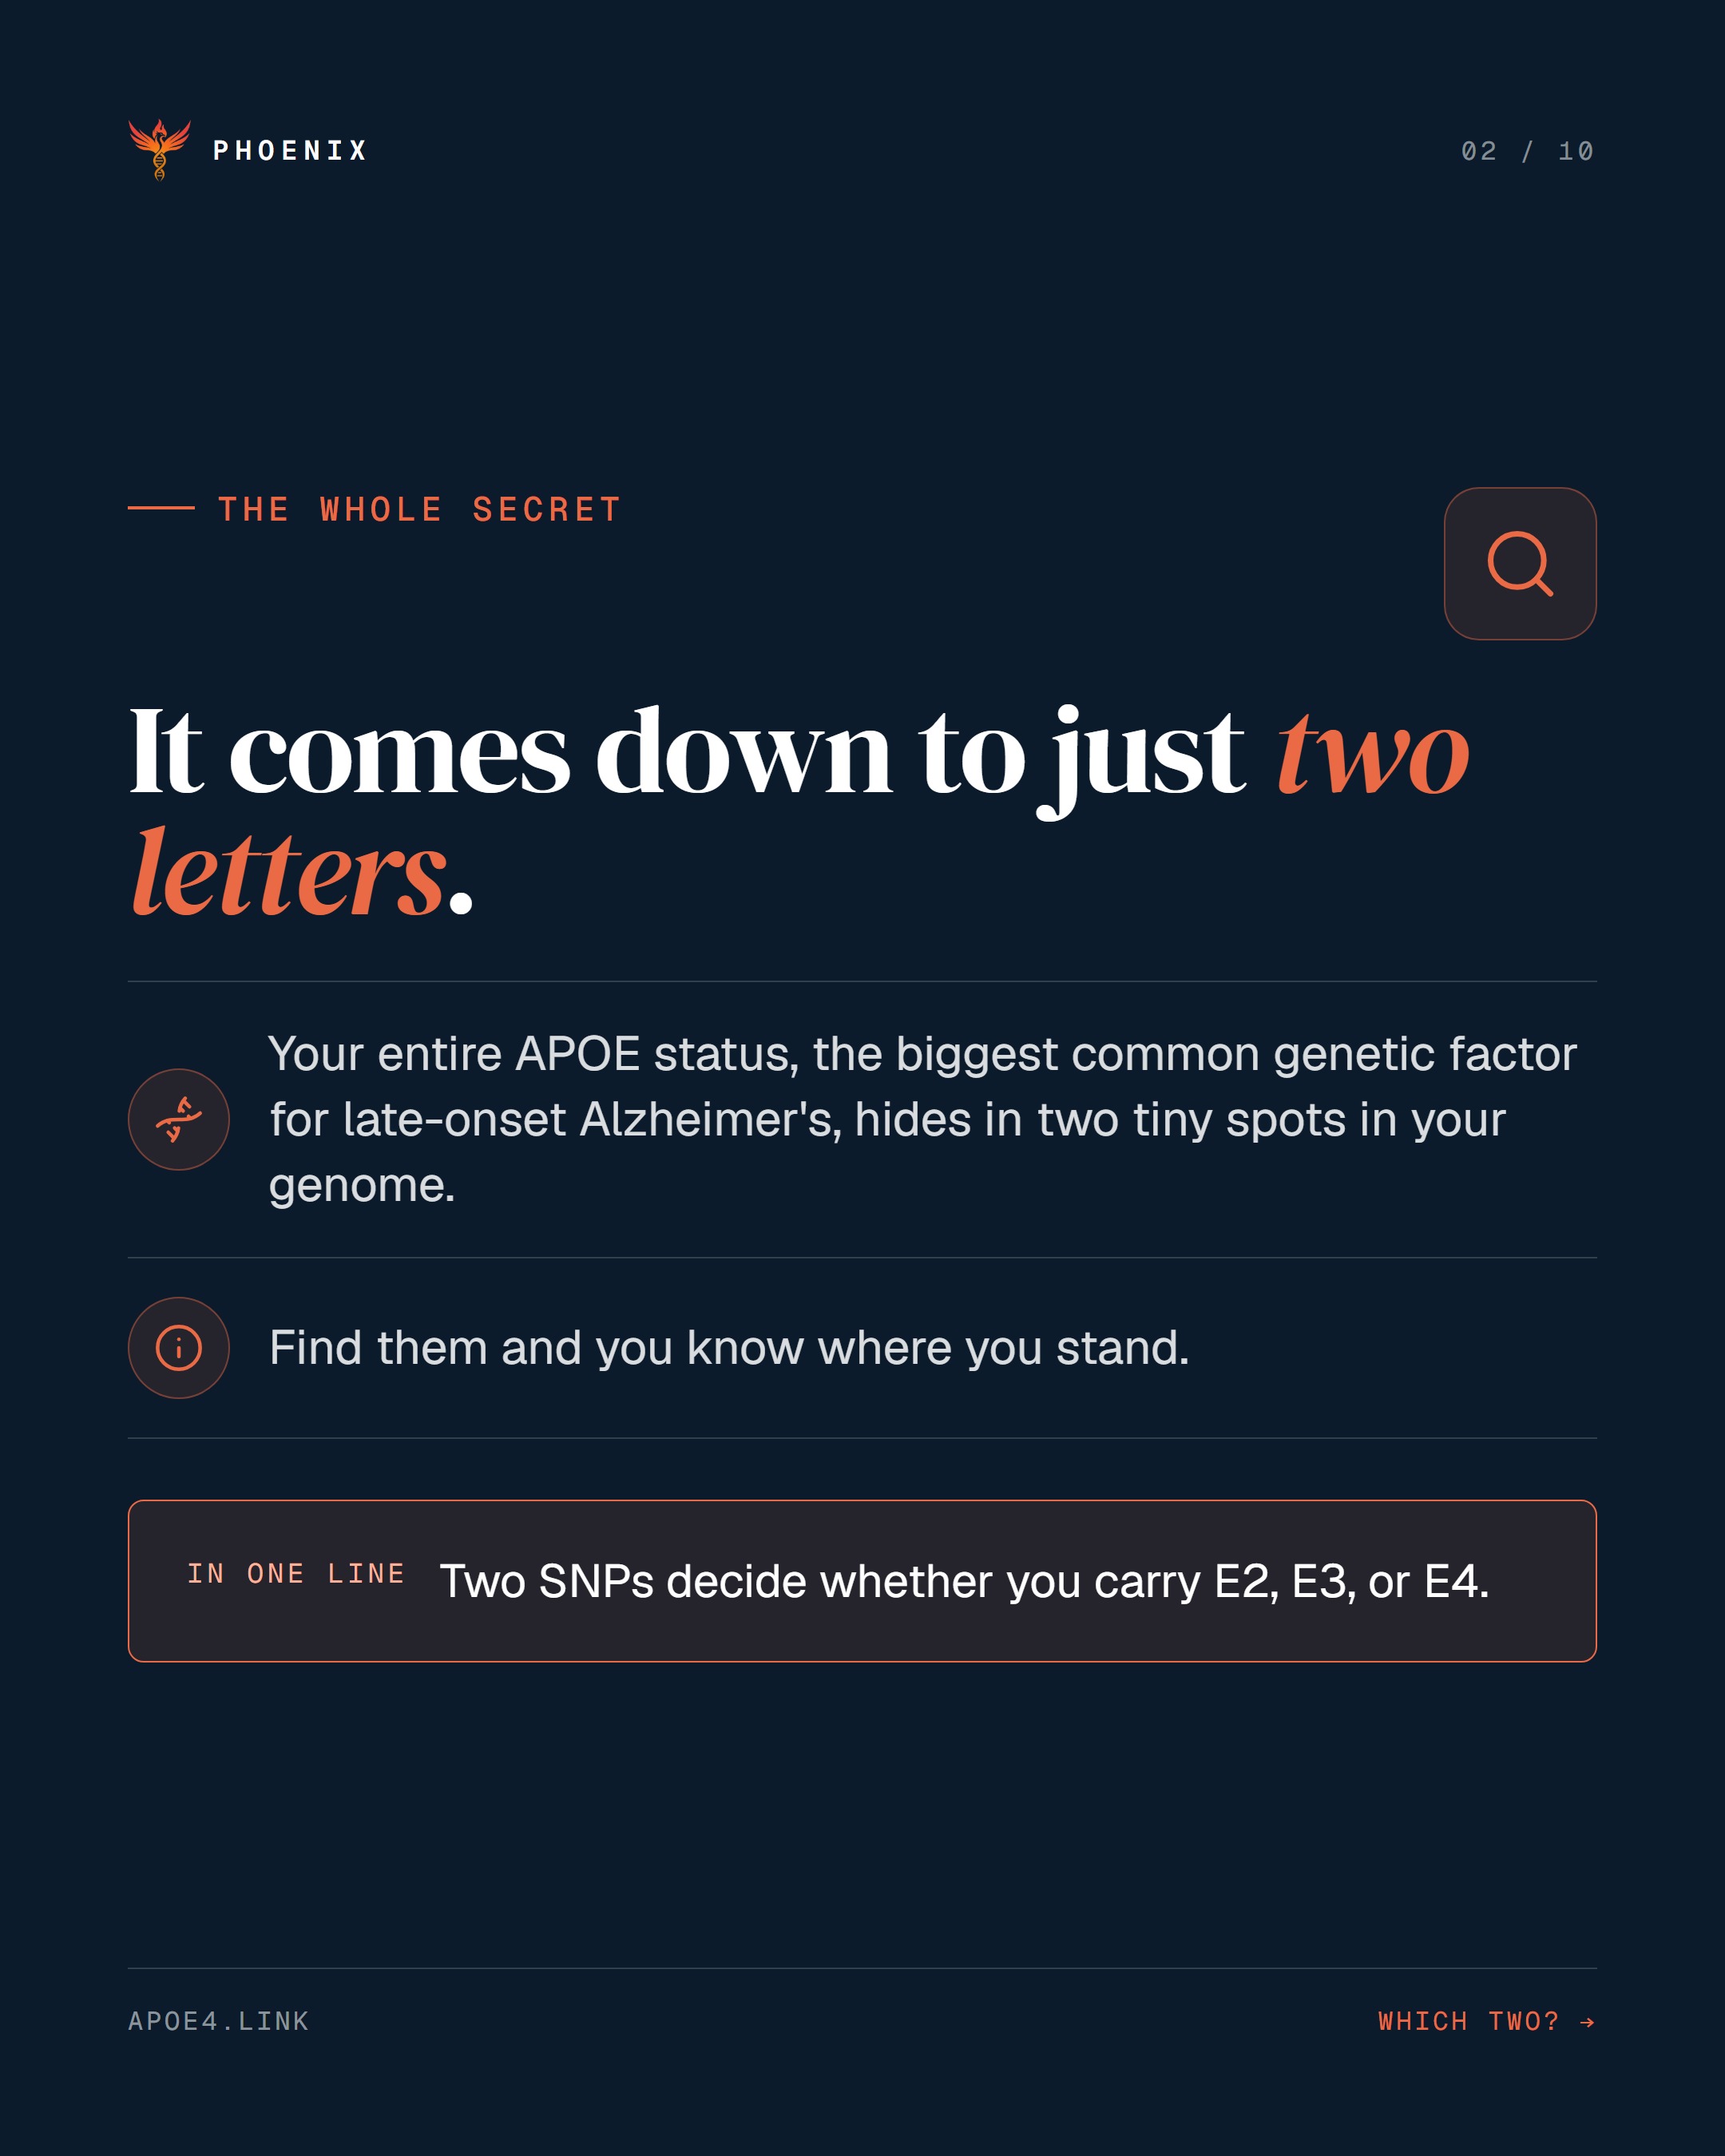 PHOENIX
02 / 10
THE WHOLE SECRET
It comes down to just two
letters.
Your entire APOE status, the biggest common genetic factor
for late-onset Alzheimer's, hides in two tiny spots in your
genome.
Find them and you know where you stand.
IN ONE LINE Two SNPs decide whether you carry E2, E3, or E4.
APOE4.LINK
WHICH TWO? →